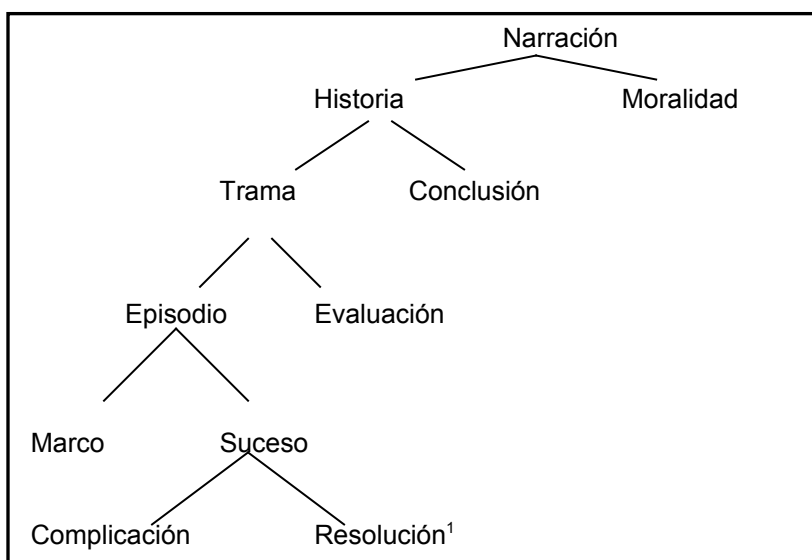 Narración
Historia Moralidad
Trama Conclusión
Episodio Evaluación
Marco Suceso
Complicación Resolución¹